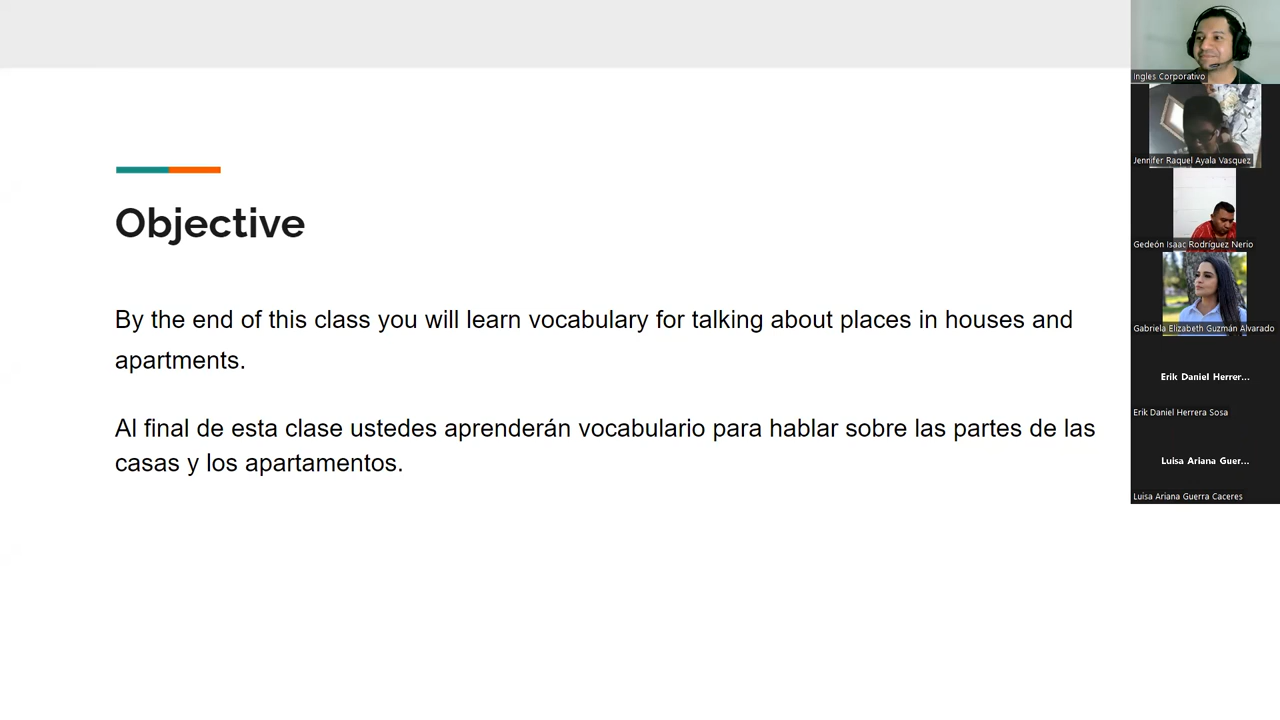 Objective
By the end of this class you will learn vocabulary for talking about places in houses and
apartments.
Al final de esta clase ustedes aprenderán vocabulario para hablar sobre las partes de las
casas y los apartamentos.
Ingles Corporativo
Jennifer Raquel Ayala Vasquez
Gedeón Isaac Rodríguez Nerio
Gabriela Elizabeth Guzmán Alvarado
Erik Daniel Herrer...
Erik Daniel Herrera Sosa
Luisa Ariana Guer...
Luisa Ariana Guerra Caceres